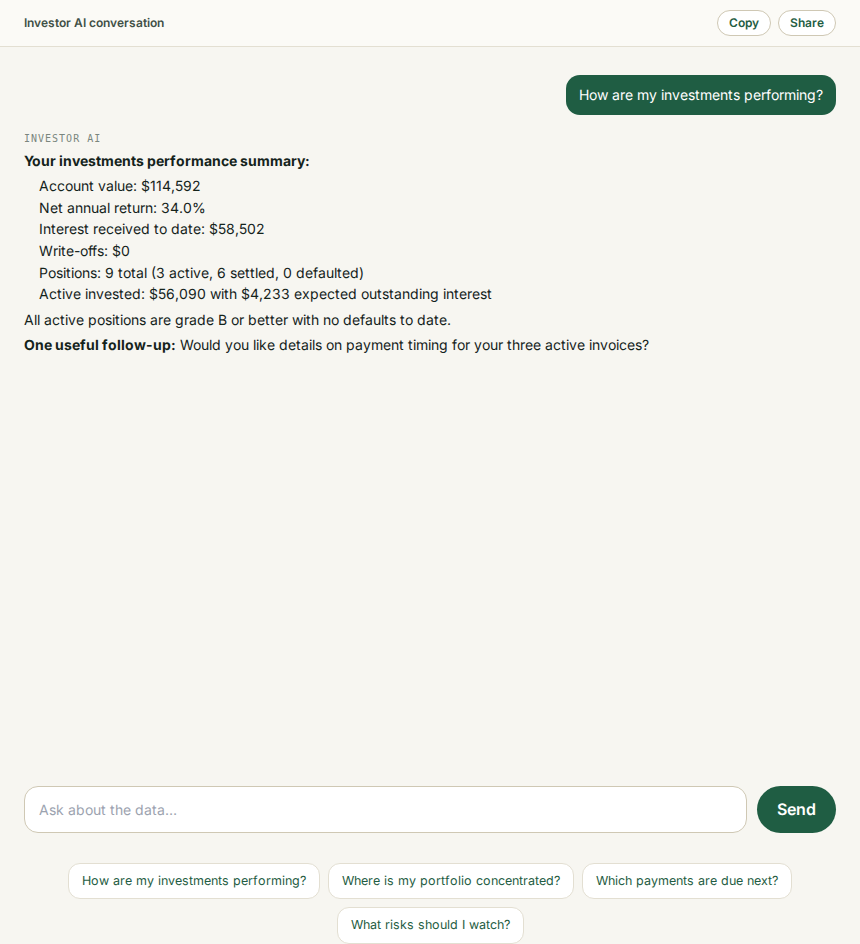 Investor AI conversation
Copy
Share
How are my investments performing?
INVESTOR AI
Your investments performance summary:
Account value: $114,592
Net annual return: 34.0%
Interest received to date: $58,502
Write-offs: $0
Positions: 9 total (3 active, 6 settled, 0 defaulted)
Active invested: $56,090 with $4,233 expected outstanding interest
All active positions are grade B or better with no defaults to date.
One useful follow-up: Would you like details on payment timing for your three active invoices?
Ask about the data...
Send
How are my investments performing?
Where is my portfolio concentrated?
Which payments are due next?
What risks should I watch?